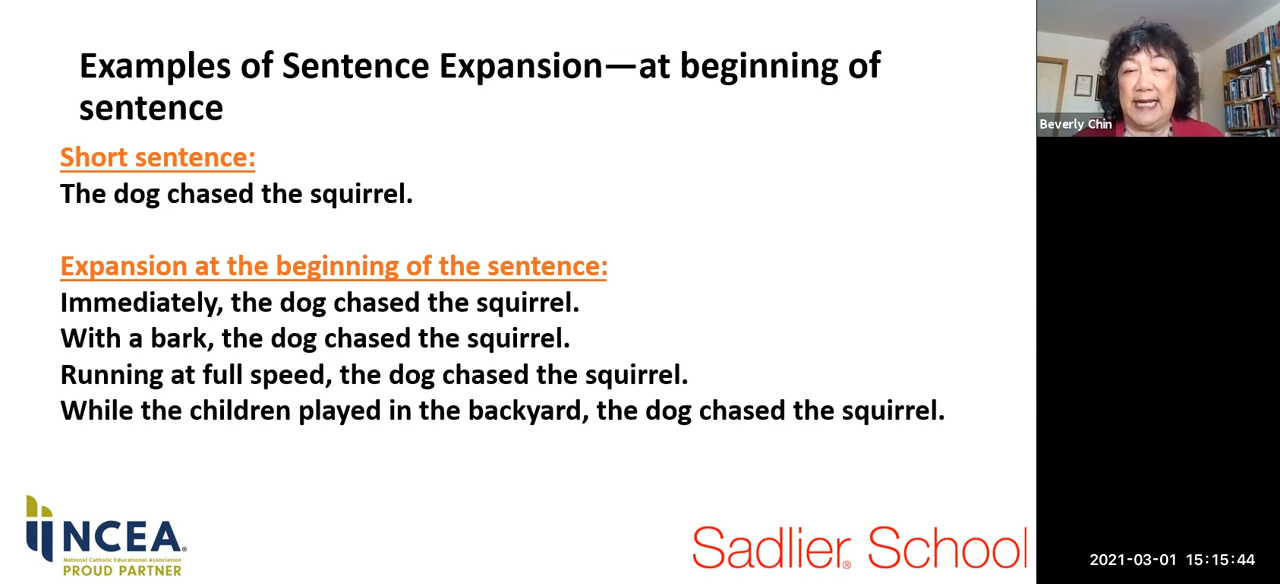 Examples of Sentence Expansion—at beginning of
sentence
Short sentence:
The dog chased the squirrel.
Expansion at the beginning of the sentence:
Immediately, the dog chased the squirrel.
With a bark, the dog chased the squirrel.
Running at full speed, the dog chased the squirrel.
While the children played in the backyard, the dog chased the squirrel.
Beverly Chin
NCEA®
National Catholic Educational Association
PROUD PARTNER
Sadlier® School
2021-03-01 15:15:44